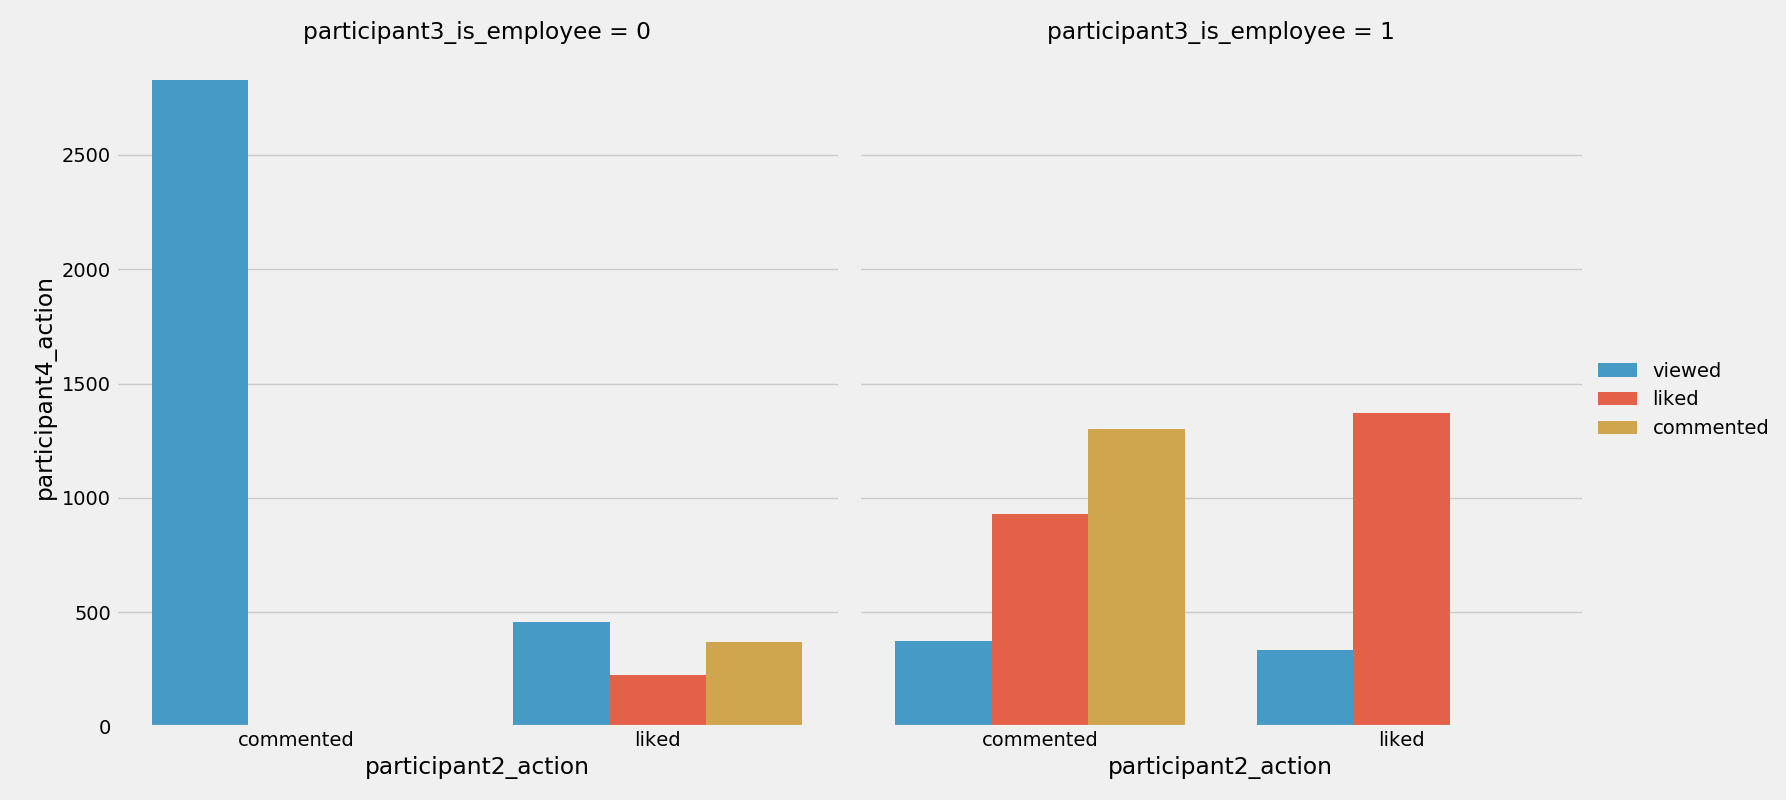 participant3_is_employee = 0
participant3_is_employee = 1
participant4_action
2500
2000
1500
1000
500
0
commented
liked
commented
liked
participant2_action
participant2_action
viewed
liked
commented